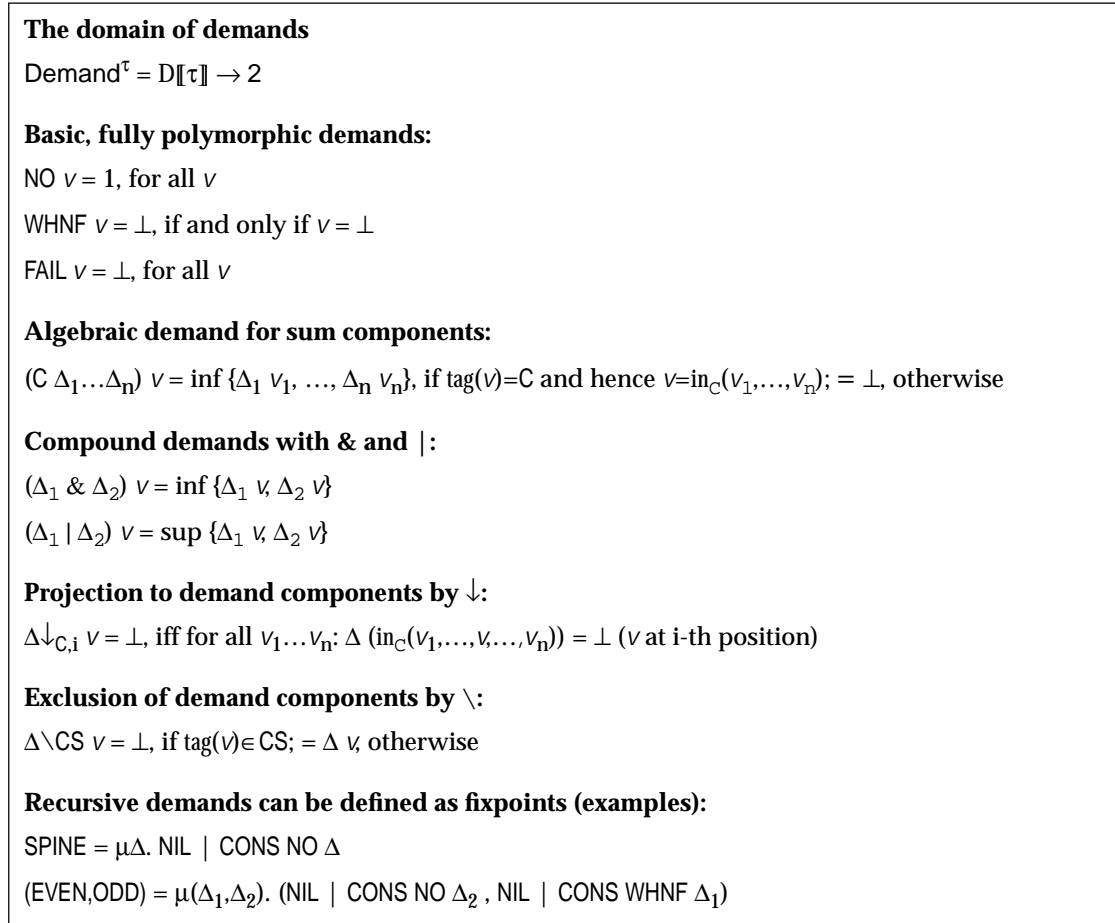 The domain of demands
Demand^τ = D⟦τ⟧ → 2
Basic, fully polymorphic demands:
NO v = 1, for all v
WHNF v = ⊥, if and only if v = ⊥
FAIL v = ⊥, for all v
Algebraic demand for sum components:
(C Δ₁…Δₙ) v = inf {Δ₁ v₁, …, Δₙ vₙ}, if tag(v)=C and hence v=in_C(v₁,…,vₙ); = ⊥, otherwise
Compound demands with & and |:
(Δ₁ & Δ₂) v = inf {Δ₁ v, Δ₂ v}
(Δ₁ | Δ₂) v = sup {Δ₁ v, Δ₂ v}
Projection to demand components by ↓:
Δ↓_C,i v = ⊥, iff for all v₁…vₙ: Δ (in_C(v₁,…,v,…,vₙ)) = ⊥ (v at i-th position)
Exclusion of demand components by \:
Δ\CS v = ⊥, if tag(v)∈CS; = Δ v, otherwise
Recursive demands can be defined as fixpoints (examples):
SPINE = μΔ. NIL | CONS NO Δ
(EVEN,ODD) = μ(Δ₁,Δ₂). (NIL | CONS NO Δ₂ , NIL | CONS WHNF Δ₁)